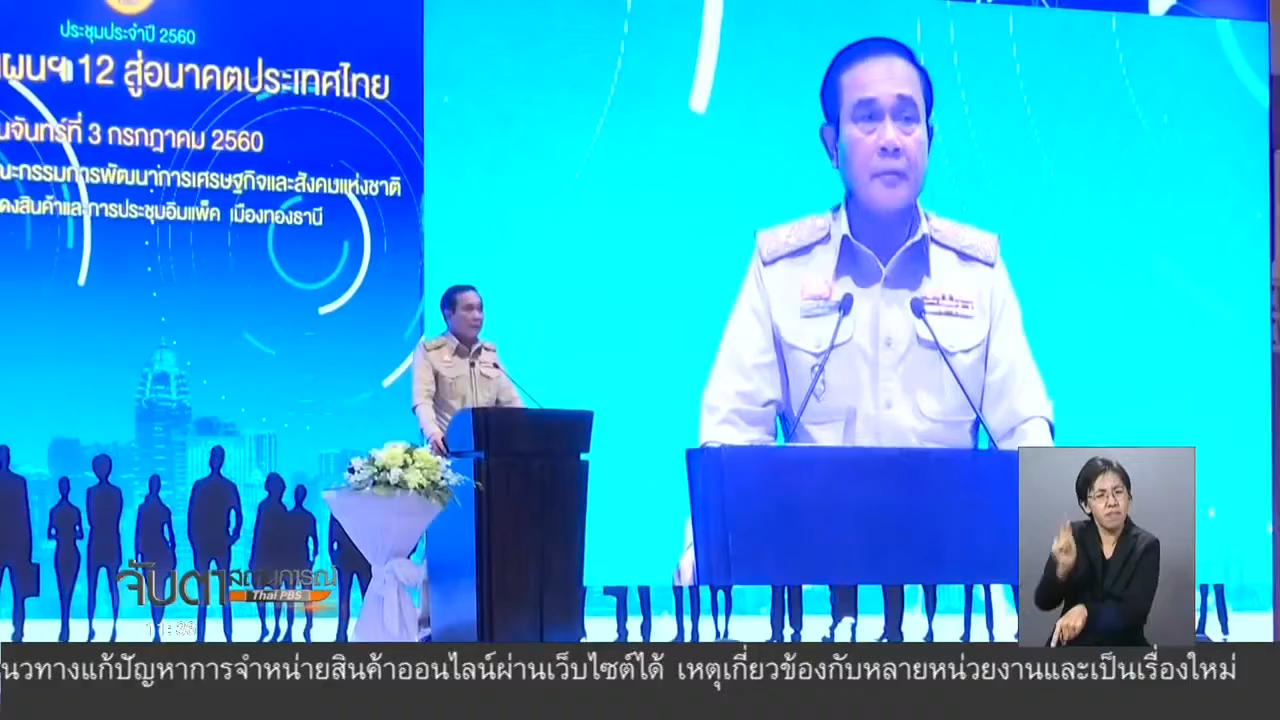 ประชุมประจำปี 2560
แผนฯ 12 สู่อนาคตประเทศไทย
วันจันทร์ที่ 3 กรกฎาคม 2560
คณะกรรมการพัฒนาการเศรษฐกิจและสังคมแห่งชาติ
ดงสินค้าและการประชุมอิมแพ็ค เมืองทองธานี
จับตาสถานการณ์
Thai PBS
นวทางแก้ปัญหาการจำหน่ายสินค้าออนไลน์ผ่านเว็บไซต์ได้ เหตุเกี่ยวข้องกับหลายหน่วยงานและเป็นเรื่องใหม่